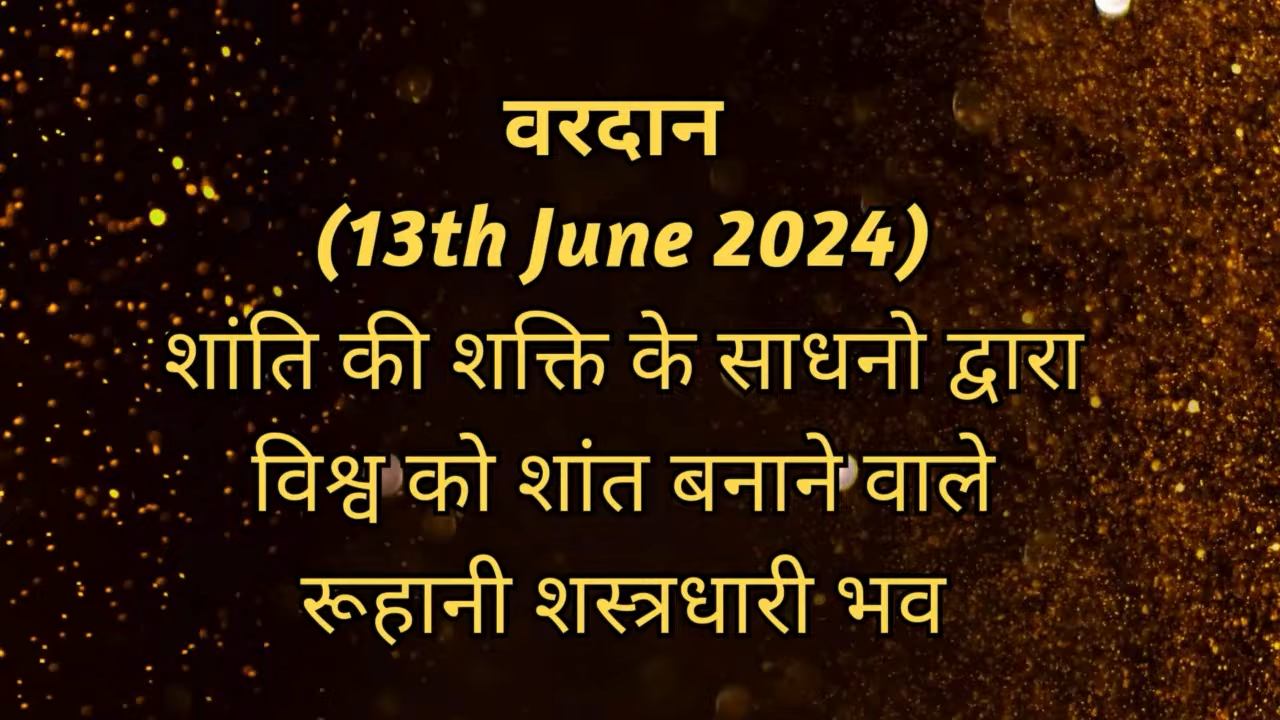 वरदान
(13th June 2024)
शांति की शक्ति के साधनो द्वारा
विश्व को शांत बनाने वाले
रूहानी शस्त्रधारी भव